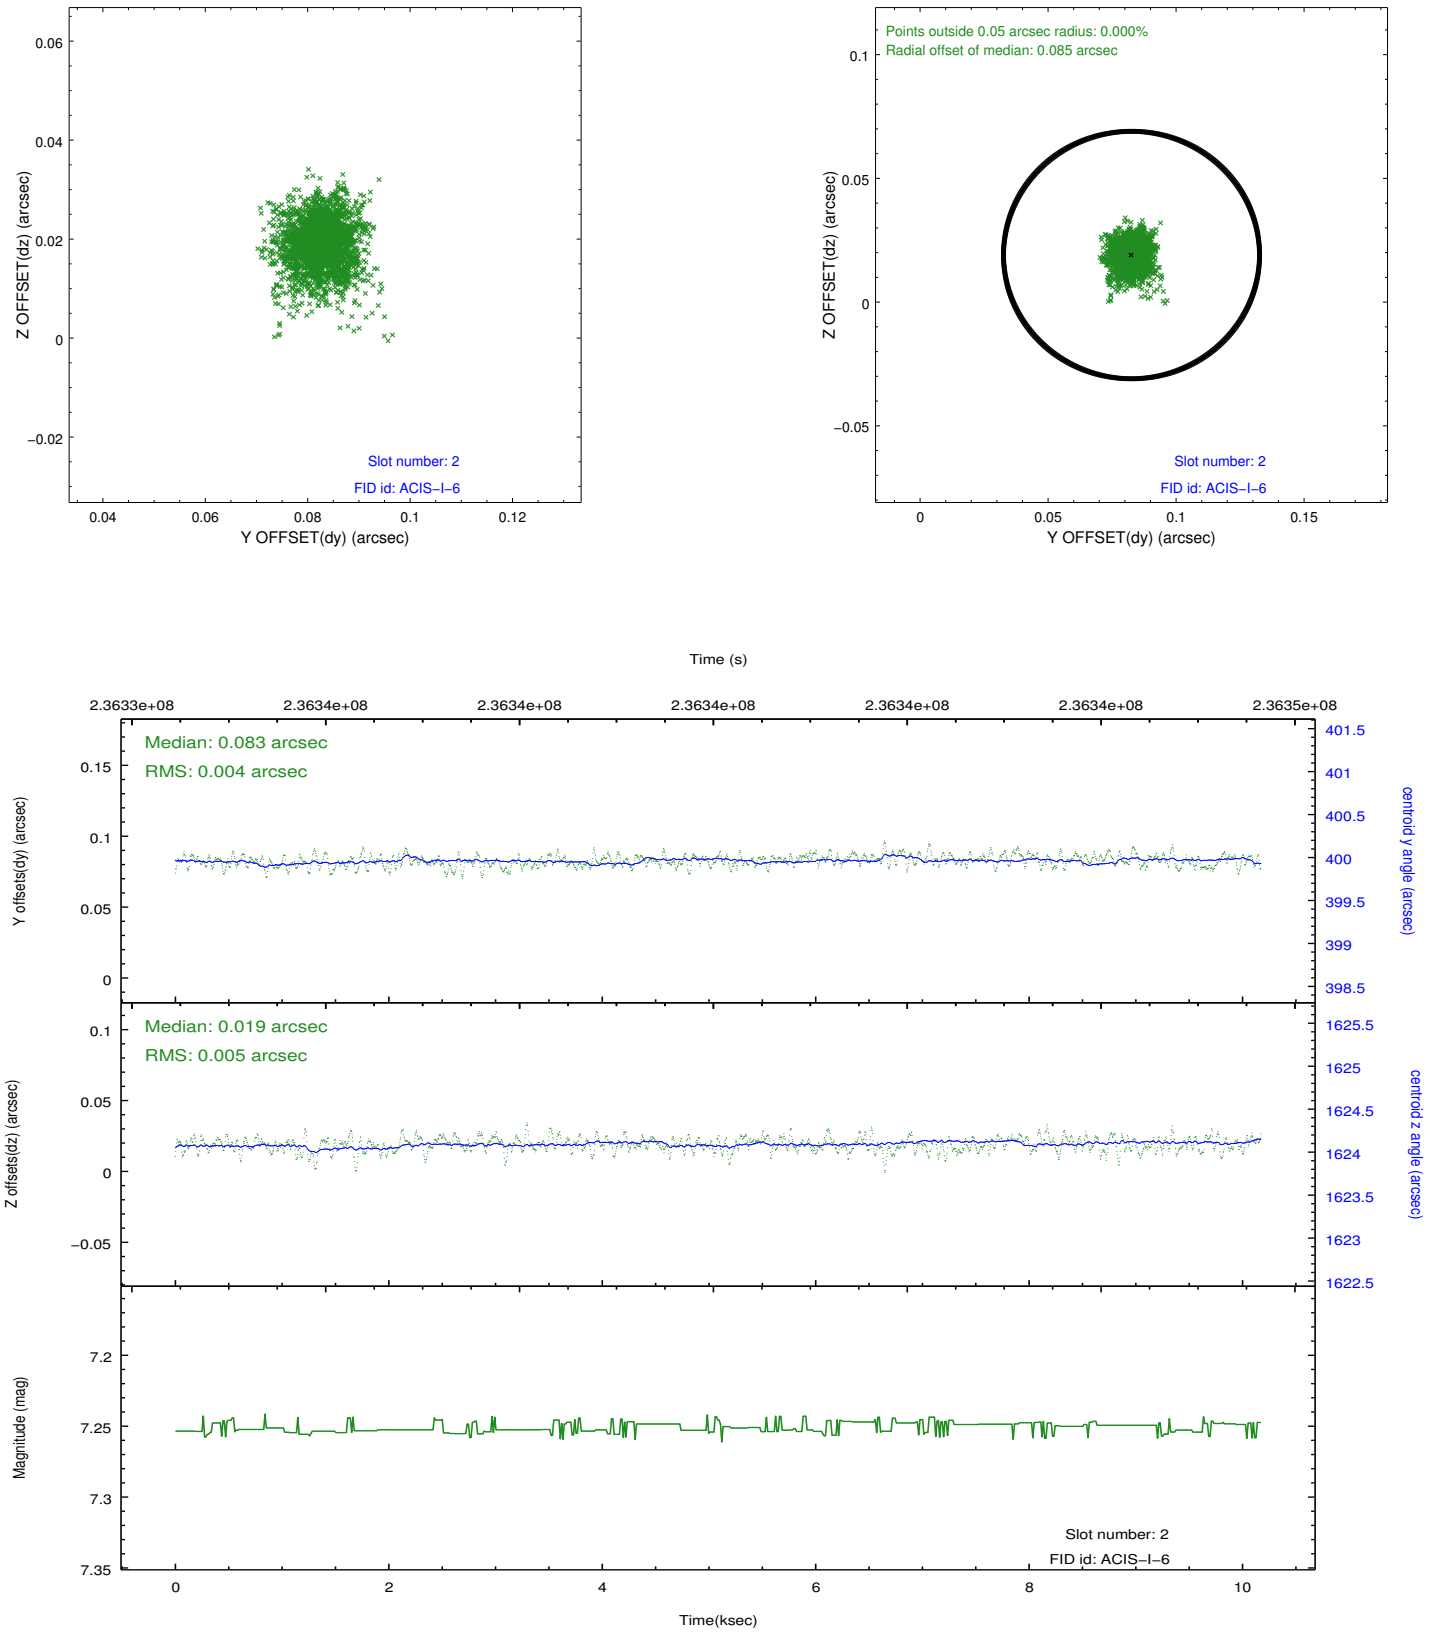 0.06
0.04
0.02
0
−0.02
Z OFFSET(dz) (arcsec)
Slot number: 2
FID id: ACIS−I−6
0.04 0.06 0.08 0.1 0.12
Y OFFSET(dy) (arcsec)
Points outside 0.05 arcsec radius: 0.000%
Radial offset of median: 0.085 arcsec
0.1
0.05
0
−0.05
Z OFFSET(dz) (arcsec)
Slot number: 2
FID id: ACIS−I−6
0 0.05 0.1 0.15
Y OFFSET(dy) (arcsec)
Time (s)
2.3633e+08 2.3634e+08 2.3634e+08 2.3634e+08 2.3634e+08 2.3634e+08 2.3635e+08
Median: 0.083 arcsec
RMS: 0.004 arcsec
0.15
0.1
0.05
0
Y offsets(dy) (arcsec)
401.5
401
400.5
400
399.5
399
398.5
centroid y angle (arcsec)
Median: 0.019 arcsec
RMS: 0.005 arcsec
0.1
0.05
0
−0.05
Z offsets(dz) (arcsec)
1625.5
1625
1624.5
1624
1623.5
1623
1622.5
centroid z angle (arcsec)
7.2
7.25
7.3
7.35
Magnitude (mag)
Slot number: 2
FID id: ACIS−I−6
0 2 4 6 8 10
Time(ksec)